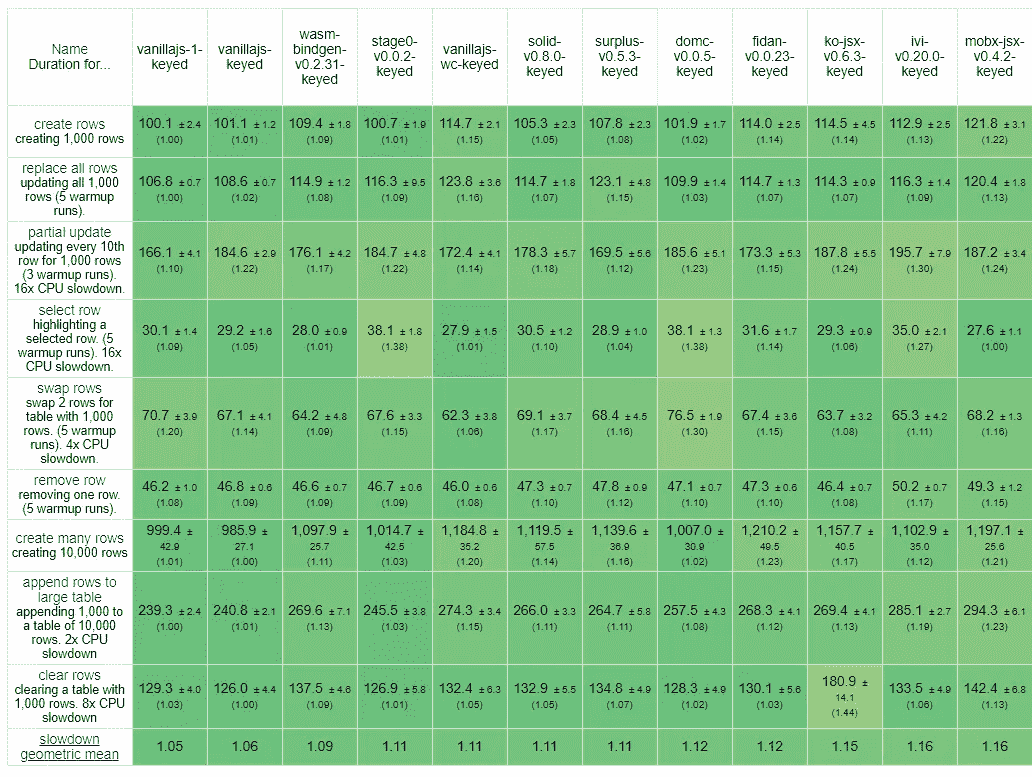 Name Duration for... vanillajs-1-keyed vanillajs-keyed wasm-bindgen-v0.2.31-keyed stage0-v0.0.2-keyed vanillajs-wc-keyed solid-v0.8.0-keyed surplus-v0.5.3-keyed domc-v0.0.5-keyed fidan-v0.0.23-keyed ko-jsx-v0.6.3-keyed ivi-v0.20.0-keyed mobx-jsx-v0.4.2-keyed
create rows
creating 1,000 rows
100.1 ± 2.4 (1.00) 101.1 ± 1.2 (1.01) 109.4 ± 1.8 (1.09) 100.7 ± 1.9 (1.01) 114.7 ± 2.1 (1.15) 105.3 ± 2.3 (1.05) 107.8 ± 2.3 (1.08) 101.9 ± 1.7 (1.02) 114.0 ± 2.5 (1.14) 114.5 ± 4.5 (1.14) 112.9 ± 2.5 (1.13) 121.8 ± 3.1 (1.22)
replace all rows
updating all 1,000
rows (5 warmup
runs).
106.8 ± 0.7 (1.00) 108.6 ± 0.7 (1.02) 114.9 ± 1.2 (1.08) 116.3 ± 9.5 (1.09) 123.8 ± 3.6 (1.16) 114.7 ± 1.8 (1.07) 123.1 ± 4.8 (1.15) 109.9 ± 1.4 (1.03) 114.7 ± 1.3 (1.07) 114.3 ± 0.9 (1.07) 116.3 ± 1.4 (1.09) 120.4 ± 1.8 (1.13)
partial update
updating every 10th
row for 1,000 rows
(3 warmup runs).
16x CPU slowdown.
166.1 ± 4.1 (1.10) 184.6 ± 2.9 (1.22) 176.1 ± 4.2 (1.17) 184.7 ± 4.8 (1.22) 172.4 ± 4.1 (1.14) 178.3 ± 5.7 (1.18) 169.5 ± 5.6 (1.12) 185.6 ± 5.1 (1.23) 173.3 ± 5.3 (1.15) 187.8 ± 5.5 (1.24) 195.7 ± 7.9 (1.30) 187.2 ± 3.4 (1.24)
select row
highlighting a
selected row. (5
warmup runs). 16x
CPU slowdown.
30.1 ± 1.4 (1.09) 29.2 ± 1.6 (1.05) 28.0 ± 0.9 (1.01) 38.1 ± 1.8 (1.38) 27.9 ± 1.5 (1.01) 30.5 ± 1.2 (1.10) 28.9 ± 1.0 (1.04) 38.1 ± 1.3 (1.38) 31.6 ± 1.7 (1.14) 29.3 ± 0.9 (1.06) 35.0 ± 2.1 (1.27) 27.6 ± 1.1 (1.00)
swap rows
swap 2 rows for
table with 1,000
rows. (5 warmup
runs). 4x CPU
slowdown.
70.7 ± 3.9 (1.20) 67.1 ± 4.1 (1.14) 64.2 ± 4.8 (1.09) 67.6 ± 3.3 (1.15) 62.3 ± 3.8 (1.06) 69.1 ± 3.7 (1.17) 68.4 ± 4.5 (1.16) 76.5 ± 1.9 (1.30) 67.4 ± 3.6 (1.15) 63.7 ± 3.2 (1.08) 65.3 ± 4.2 (1.11) 68.2 ± 1.3 (1.16)
remove row
removing one row.
(5 warmup runs).
46.2 ± 1.0 (1.08) 46.8 ± 0.6 (1.09) 46.6 ± 0.7 (1.09) 46.7 ± 0.6 (1.09) 46.0 ± 0.6 (1.08) 47.3 ± 0.7 (1.10) 47.8 ± 0.9 (1.12) 47.1 ± 0.7 (1.10) 47.3 ± 0.6 (1.10) 46.4 ± 0.7 (1.08) 50.2 ± 0.7 (1.17) 49.3 ± 1.2 (1.15)
create many rows
creating 10,000 rows
999.4 ± 42.9 (1.01) 985.9 ± 27.1 (1.00) 1,097.9 ± 25.7 (1.11) 1,014.7 ± 42.5 (1.03) 1,184.8 ± 35.2 (1.20) 1,119.5 ± 57.5 (1.14) 1,139.6 ± 36.9 (1.16) 1,007.0 ± 30.9 (1.02) 1,210.2 ± 49.5 (1.23) 1,157.7 ± 40.5 (1.17) 1,102.9 ± 35.0 (1.12) 1,197.1 ± 25.6 (1.21)
append rows to
large table
appending 1,000 to
a table of 10,000
rows. 2x CPU
slowdown
239.3 ± 2.4 (1.00) 240.8 ± 2.1 (1.01) 269.6 ± 7.1 (1.13) 245.5 ± 3.8 (1.03) 274.3 ± 3.4 (1.15) 266.0 ± 3.3 (1.11) 264.7 ± 5.8 (1.11) 257.5 ± 4.3 (1.08) 268.3 ± 4.1 (1.12) 269.4 ± 4.1 (1.13) 285.1 ± 2.7 (1.19) 294.3 ± 6.1 (1.23)
clear rows
clearing a table with
1,000 rows. 8x CPU
slowdown
129.3 ± 4.0 (1.03) 126.0 ± 4.4 (1.00) 137.5 ± 4.6 (1.09) 126.9 ± 5.8 (1.01) 132.4 ± 6.3 (1.05) 132.9 ± 5.5 (1.05) 134.8 ± 4.9 (1.07) 128.3 ± 4.9 (1.02) 130.1 ± 5.6 (1.03) 180.9 ± 14.1 (1.44) 133.5 ± 4.9 (1.06) 142.4 ± 6.8 (1.13)
slowdown
geometric mean
1.05 1.06 1.09 1.11 1.11 1.11 1.11 1.12 1.12 1.15 1.16 1.16